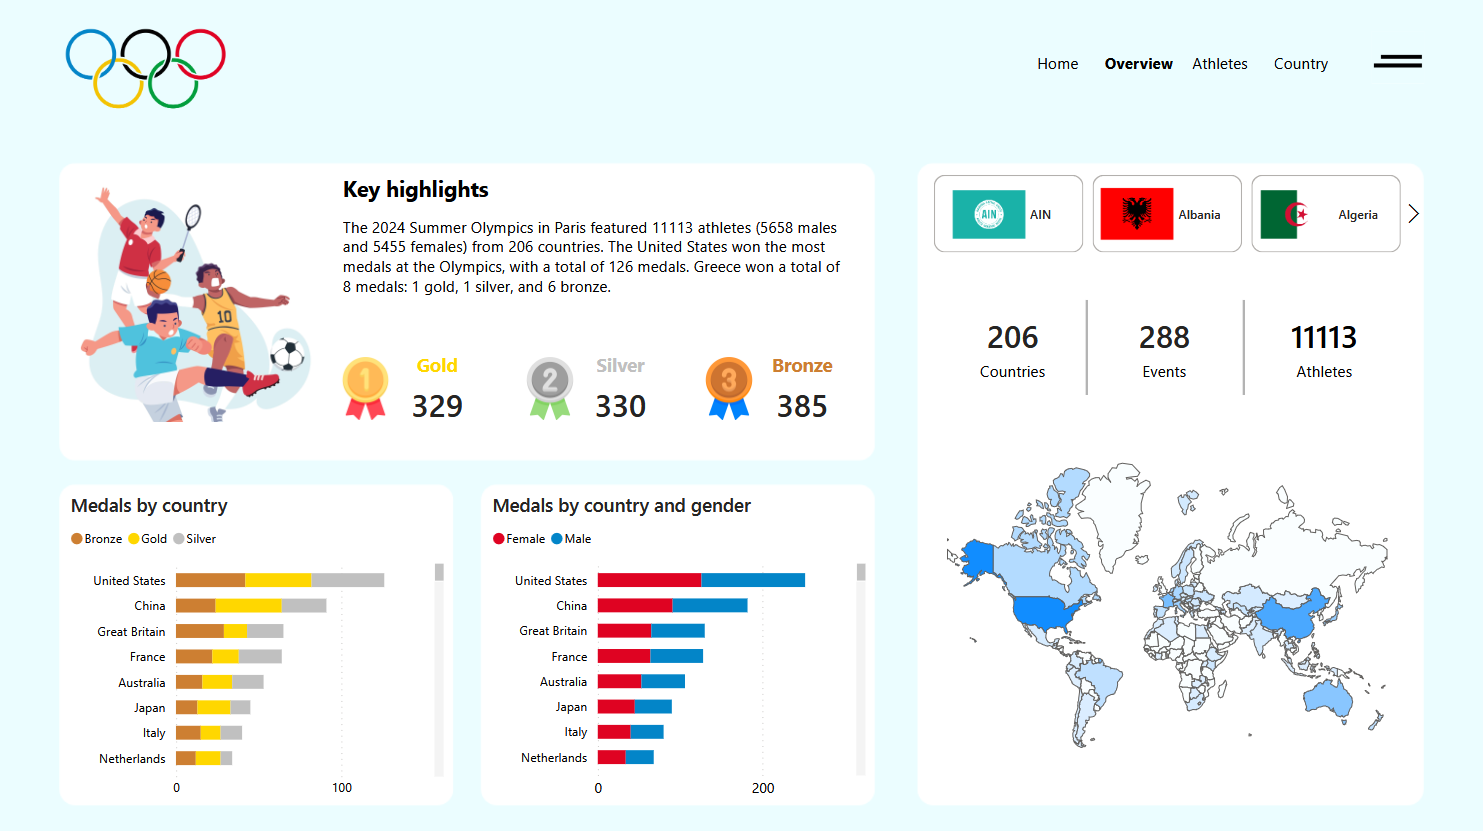 Home Overview Athletes Country
Key highlights
The 2024 Summer Olympics in Paris featured 11113 athletes (5658 males
and 5455 females) from 206 countries. The United States won the most
medals at the Olympics, with a total of 126 medals. Greece won a total of
8 medals: 1 gold, 1 silver, and 6 bronze.
10
1 Gold 329
2 Silver 330
3 Bronze 385
AIN AIN
Albania
Algeria
206 288 11113
Countries Events Athletes
Medals by country
Bronze Gold Silver
United States
China
Great Britain
France
Australia
Japan
Italy
Netherlands
0 100
Medals by country and gender
Female Male
United States
China
Great Britain
France
Australia
Japan
Italy
Netherlands
0 200